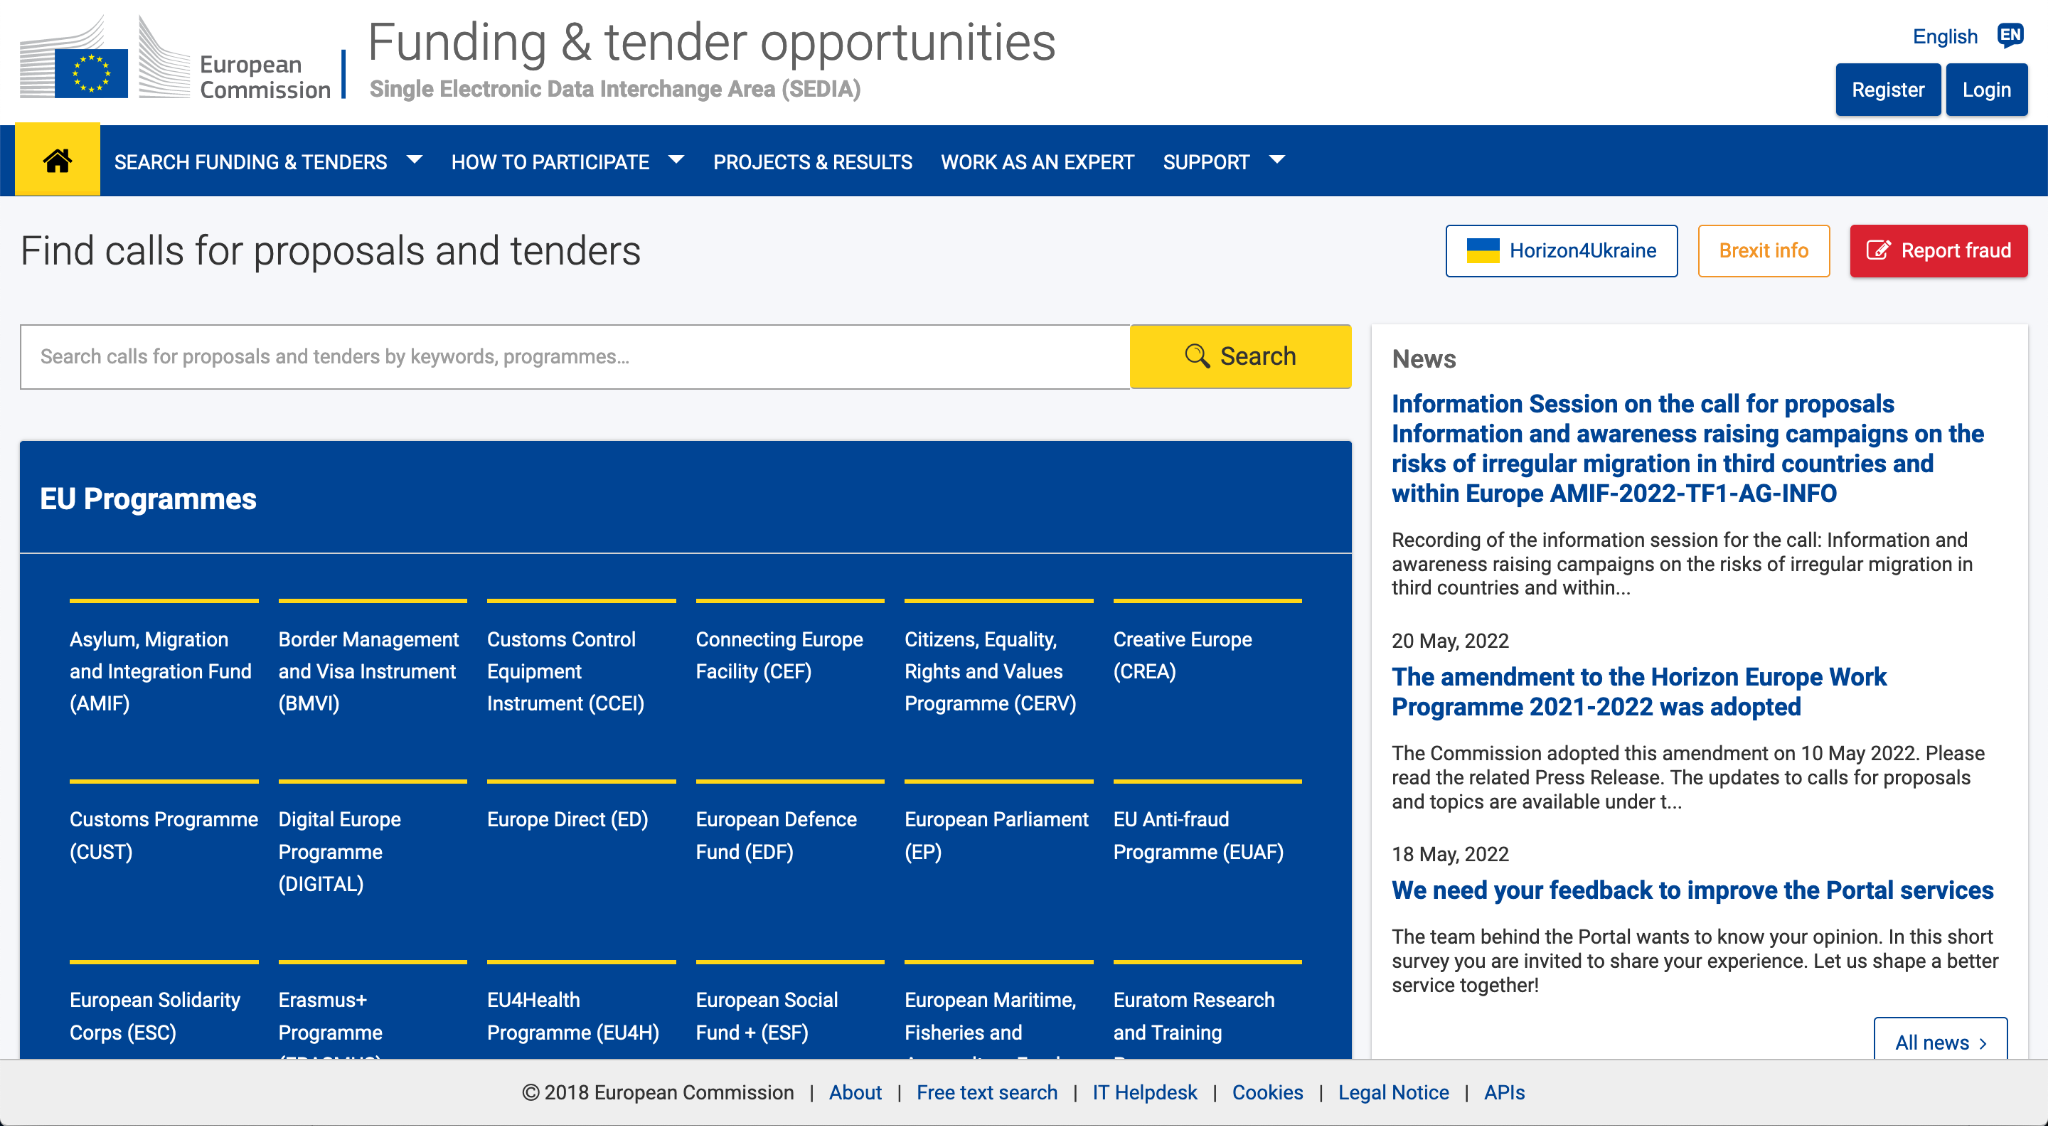 European
Commission
Funding & tender opportunities
Single Electronic Data Interchange Area (SEDIA)
English EN
Register Login
SEARCH FUNDING & TENDERS HOW TO PARTICIPATE PROJECTS & RESULTS WORK AS AN EXPERT SUPPORT
Find calls for proposals and tenders
Horizon4Ukraine Brexit info Report fraud
Search calls for proposals and tenders by keywords, programmes...
Search
EU Programmes
Asylum, Migration
and Integration Fund
(AMIF)
Border Management
and Visa Instrument
(BMVI)
Customs Control
Equipment
Instrument (CCEI)
Connecting Europe
Facility (CEF)
Citizens, Equality,
Rights and Values
Programme (CERV)
Creative Europe
(CREA)
Customs Programme
(CUST)
Digital Europe
Programme
(DIGITAL)
Europe Direct (ED)
European Defence
Fund (EDF)
European Parliament
(EP)
EU Anti-fraud
Programme (EUAF)
European Solidarity
Corps (ESC)
Erasmus+
Programme
EU4Health
Programme (EU4H)
European Social
Fund + (ESF)
European Maritime,
Fisheries and
Euratom Research
and Training
News
Information Session on the call for proposals
Information and awareness raising campaigns on the
risks of irregular migration in third countries and
within Europe AMIF-2022-TF1-AG-INFO
Recording of the information session for the call: Information and
awareness raising campaigns on the risks of irregular migration in
third countries and within...
20 May, 2022
The amendment to the Horizon Europe Work
Programme 2021-2022 was adopted
The Commission adopted this amendment on 10 May 2022. Please
read the related Press Release. The updates to calls for proposals
and topics are available under t...
18 May, 2022
We need your feedback to improve the Portal services
The team behind the Portal wants to know your opinion. In this short
survey you are invited to share your experience. Let us shape a better
service together!
All news >
© 2018 European Commission | About | Free text search | IT Helpdesk | Cookies | Legal Notice | APIs